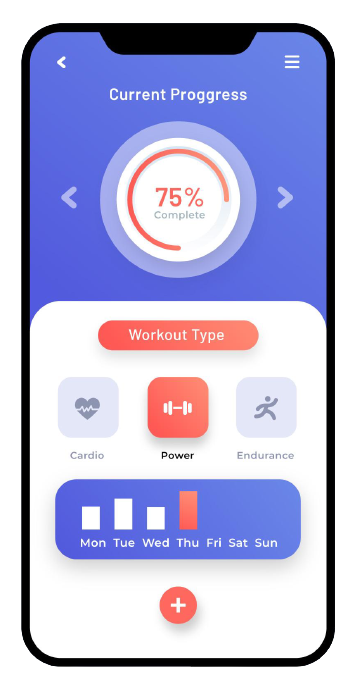 Current Proggress
75%
Complete
Workout Type
Cardio Power Endurance
Mon Tue Wed Thu Fri Sat Sun